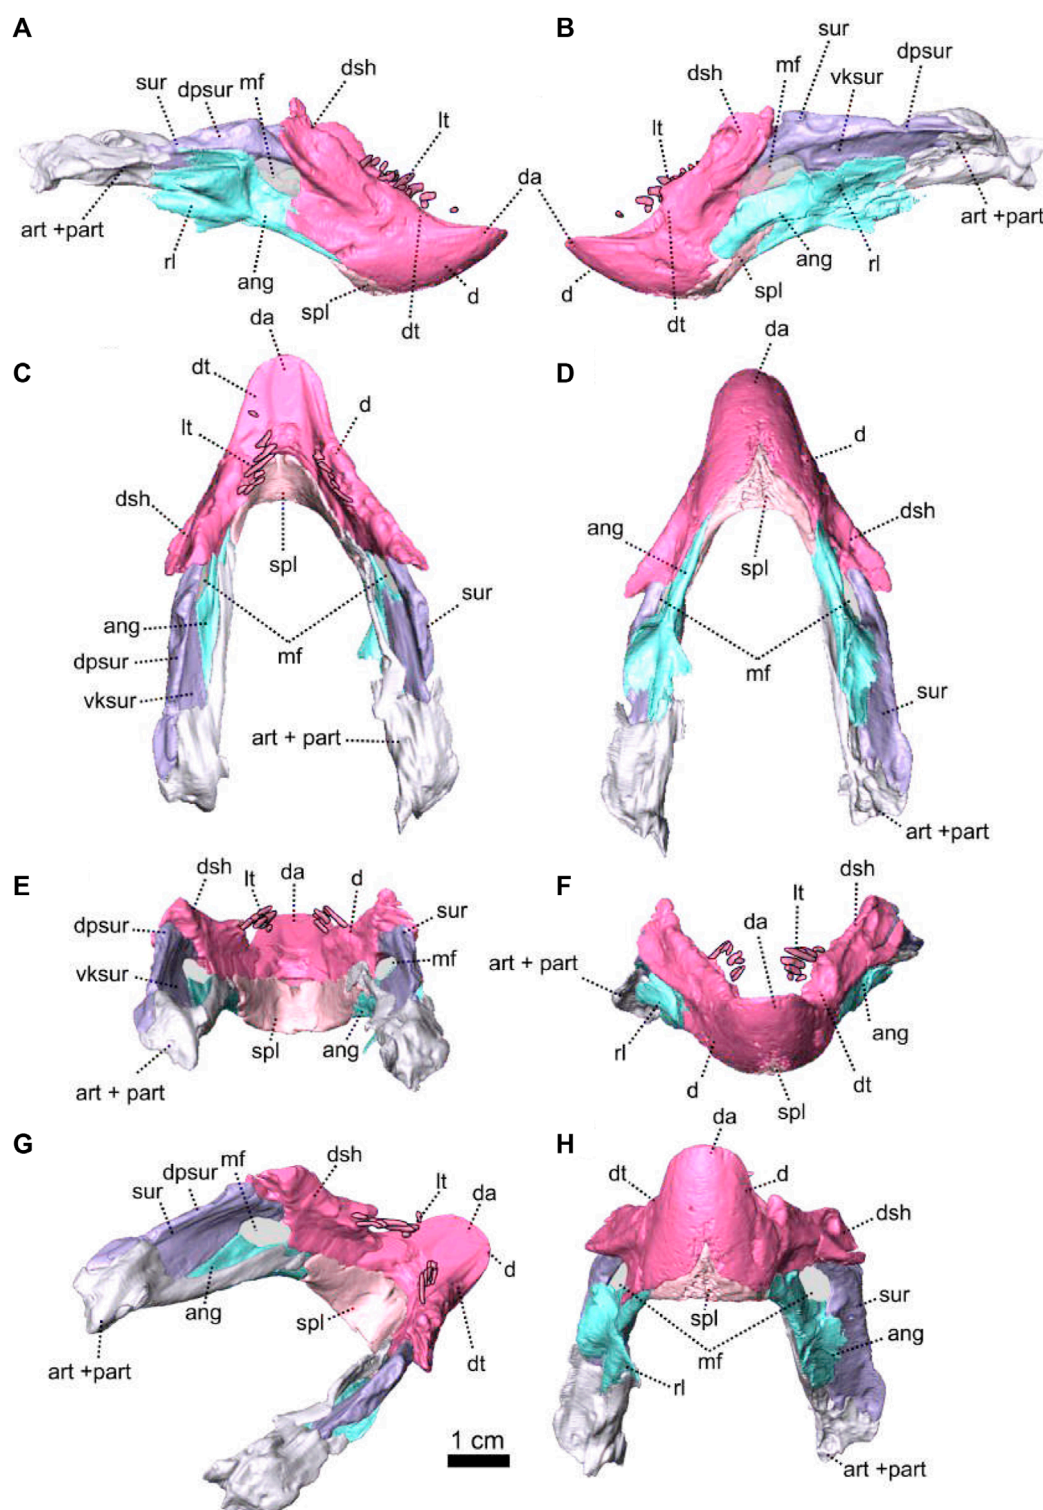 A
sur
dpsur
mf
dsh
lt
da
art +part
rl
ang
spl
dt
d
B
sur
dpsur
mf
vksur
dsh
lt
da
art +part
d
dt
spl
ang
rl
C
da
dt
d
lt
dsh
spl
sur
ang
mf
dpsur
vksur
art + part
D
da
d
dsh
ang
spl
mf
sur
art +part
E
dsh
lt
da
d
dpsur
sur
vksur
mf
spl
ang
art + part
F
dsh
lt
da
art + part
rl
ang
d
dt
spl
G
mf
dsh
dpsur
lt
sur
da
d
ang
spl
dt
art +part
1 cm
H
da
dt
d
dsh
spl
sur
mf
ang
rl
art +part